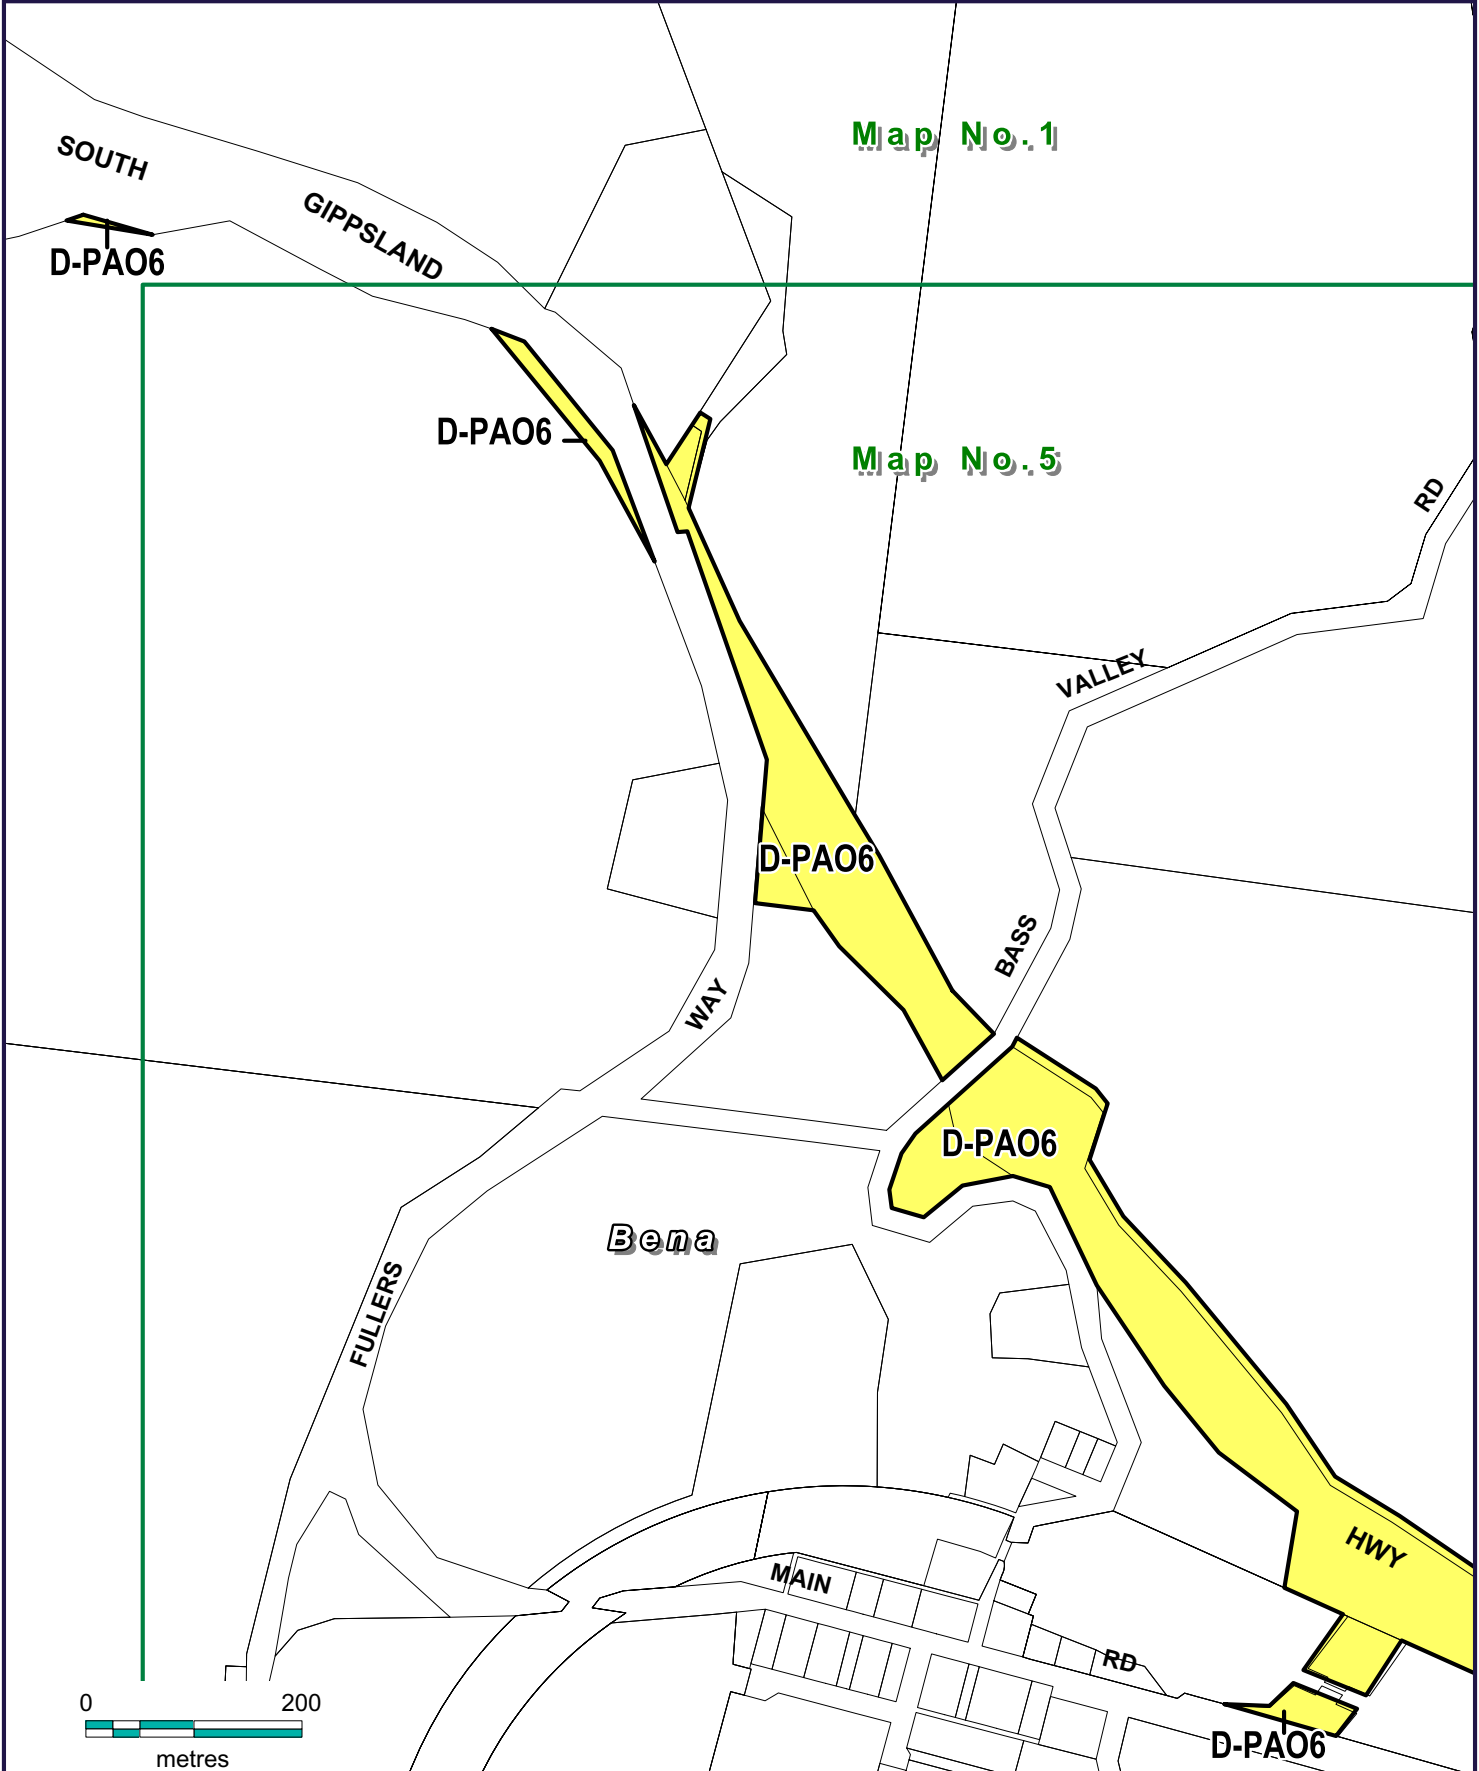 Map No.1
SOUTH
GIPPSLAND
D-PAO6
D-PAO6
Map No.5
RD
VALLEY
D-PAO6
BASS
WAY
D-PAO6
Bena
FULLERS
HWY
MAIN
RD
D-PAO6
0 200
metres